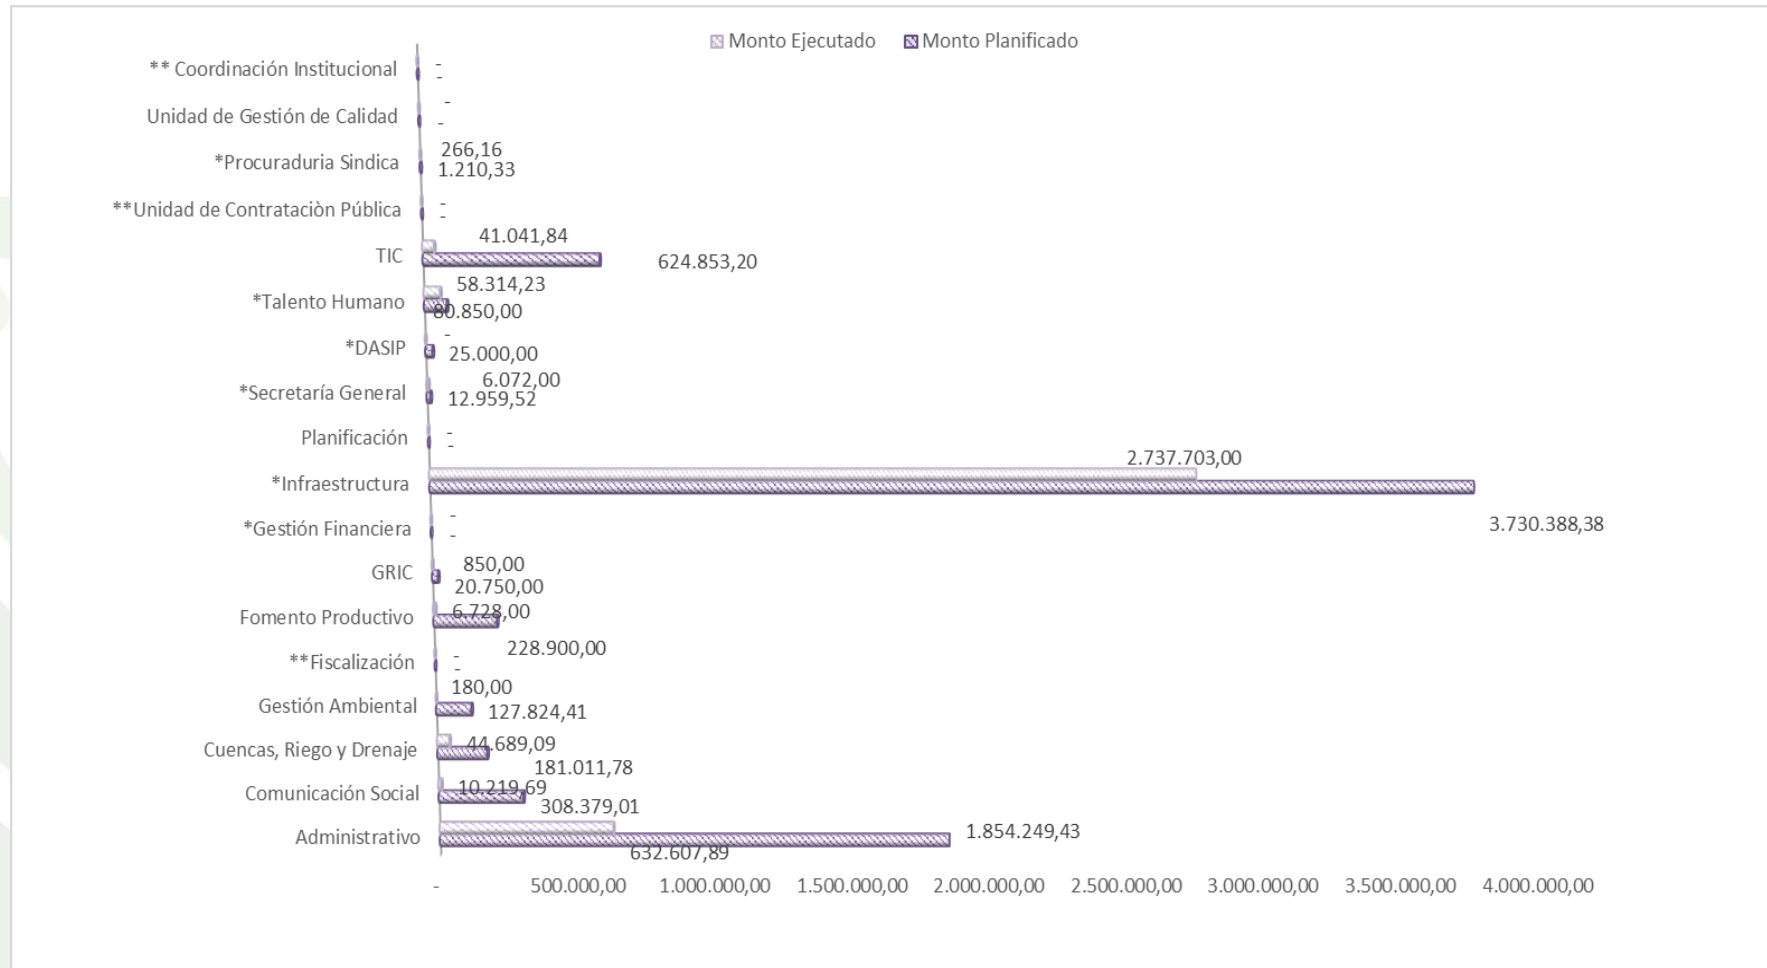 Monto Ejecutado Monto Planificado
** Coordinación Institucional - -
Unidad de Gestión de Calidad - -
*Procuraduria Sindica 266,16 1.210,33
**Unidad de Contrataciòn Pública - -
TIC 41.041,84 624.853,20
*Talento Humano 58.314,23 80.850,00
*DASIP - 25.000,00
*Secretaría General 6.072,00 12.959,52
Planificación - -
*Infraestructura 2.737.703,00 3.730.388,38
*Gestión Financiera - -
GRIC 850,00 20.750,00
Fomento Productivo 6.728,00 228.900,00
**Fiscalización - -
Gestión Ambiental 180,00 127.824,41
Cuencas, Riego y Drenaje 44.689,09 181.011,78
Comunicación Social 10.219,69 308.379,01
Administrativo 632.607,89 1.854.249,43
- 500.000,00 1.000.000,00 1.500.000,00 2.000.000,00 2.500.000,00 3.000.000,00 3.500.000,00 4.000.000,00